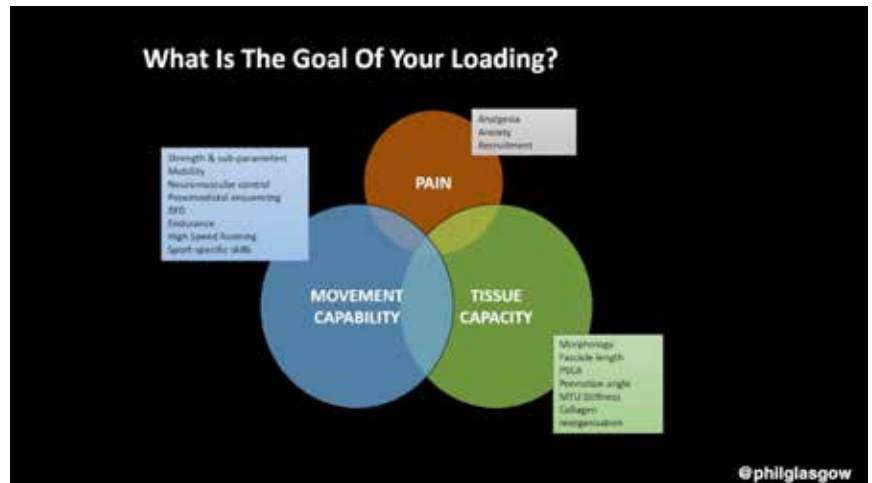 What Is The Goal Of Your Loading?
Analgesia
Anxiety
Recruitment
PAIN
Strength & sub-parameters
Mobility
Neuromuscular control
Proximodistal sequencing
RFD
Endurance
High Speed Running
Sport-specific skills
MOVEMENT
CAPABILITY
TISSUE
CAPACITY
Morphology
Fascicle length
PSCA
Pennation angle
MTU Stiffness
Collagen
reorganisation
@philglasgow